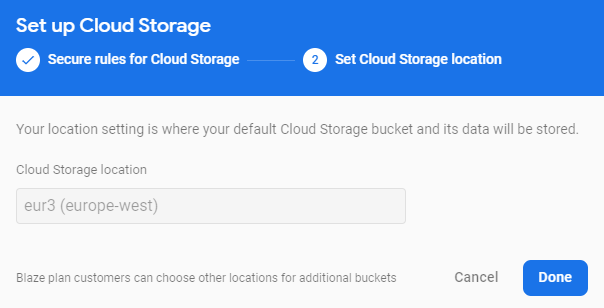 Set up Cloud Storage
Secure rules for Cloud Storage
2 Set Cloud Storage location
Your location setting is where your default Cloud Storage bucket and its data will be stored.
Cloud Storage location
eur3 (europe-west)
Blaze plan customers can choose other locations for additional buckets
Cancel
Done